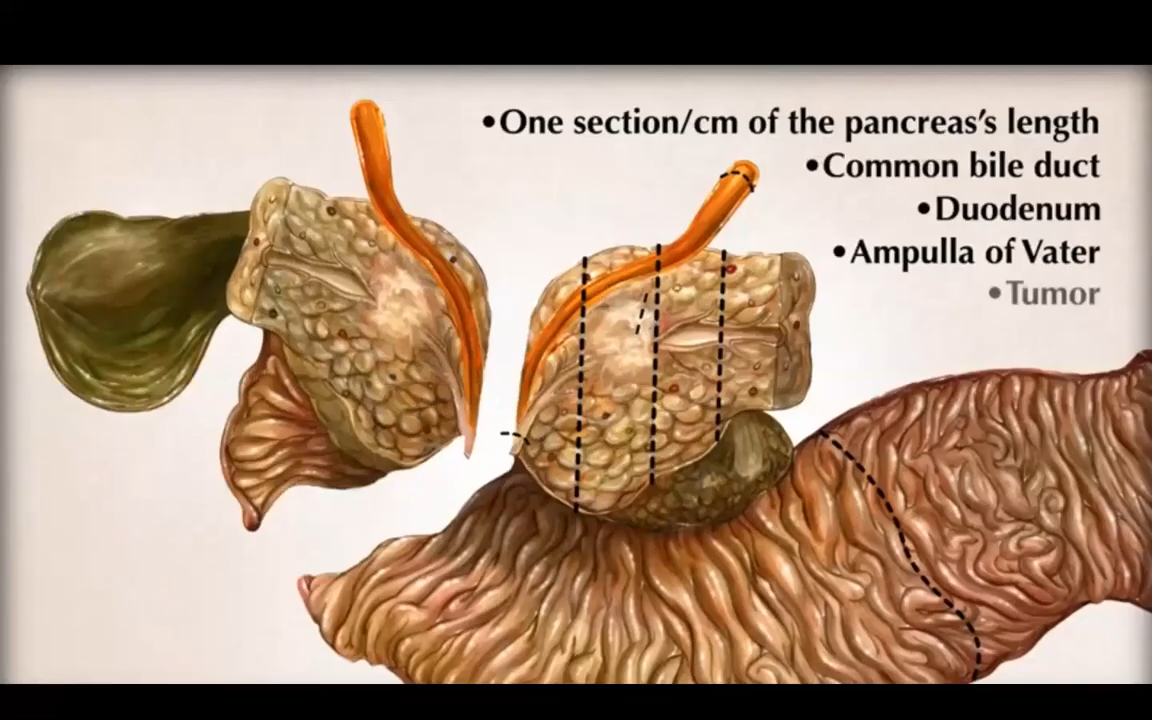 •One section/cm of the pancreas's length
•Common bile duct
•Duodenum
•Ampulla of Vater
•Tumor